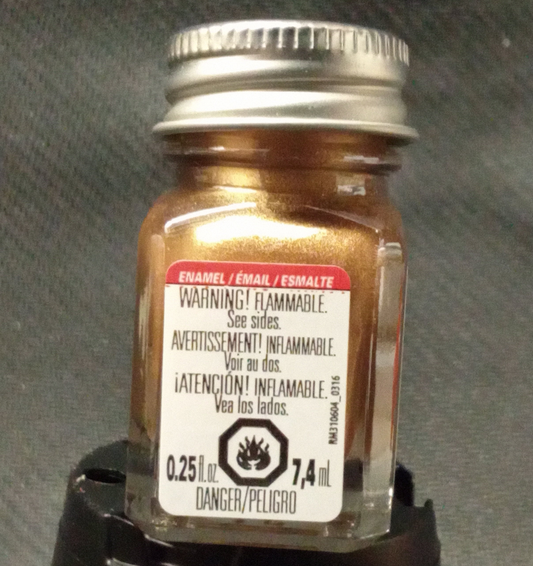 ENAMEL / ÉMAIL / ESMALTE
WARNING! FLAMMABLE.
See sides.
AVERTISSEMENT! INFLAMMABLE.
Voir au dos.
¡ATENCIÓN! INFLAMABLE.
Vea los lados.
RM310604_0316
0.25 fl. oz. 7,4 mL
DANGER/PELIGRO